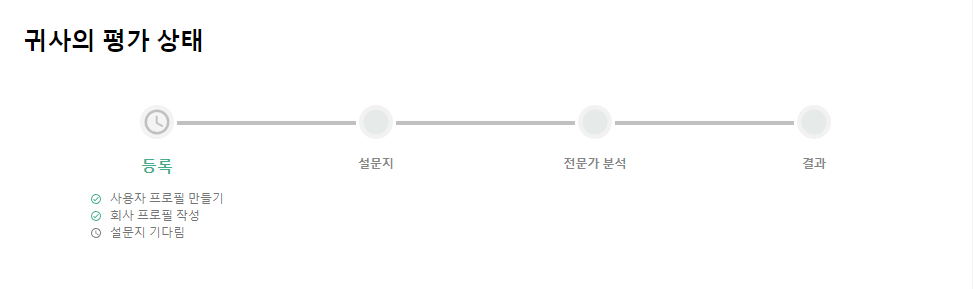 귀사의 평가 상태
등록
설문지
전문가 분석
결과
사용자 프로필 만들기
회사 프로필 작성
설문지 기다림